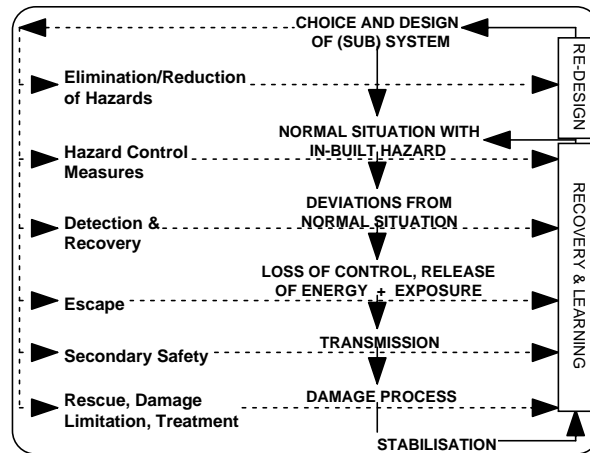 CHOICE AND DESIGN
OF (SUB) SYSTEM
RE-DESIGN
Elimination/Reduction
of Hazards
NORMAL SITUATION WITH
IN-BUILT HAZARD
Hazard Control
Measures
RECOVERY & LEARNING
DEVIATIONS FROM
NORMAL SITUATION
Detection &
Recovery
LOSS OF CONTROL, RELEASE
OF ENERGY + EXPOSURE
Escape
TRANSMISSION
Secondary Safety
DAMAGE PROCESS
Rescue, Damage
Limitation, Treatment
STABILISATION